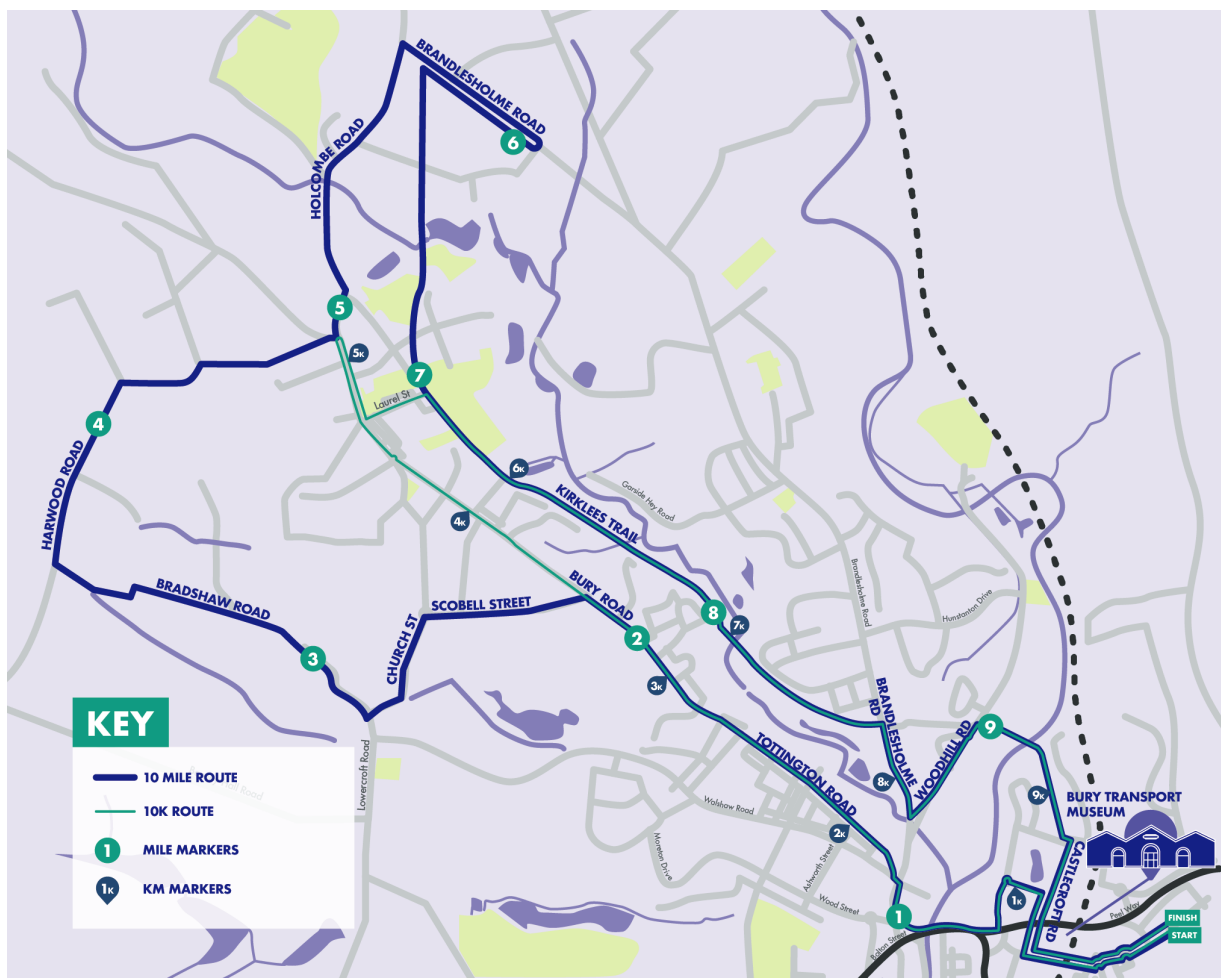 BRANDLESHOLME ROAD
6
HOLCOMBE ROAD
5
5K
7
Laurel St
4
HARWOOD ROAD
6K
4K
KIRKLEES TRAIL
Garside Hey Road
Brandlesholme Road
Hunstanton Drive
BRADSHAW ROAD
SCOBELL STREET
BURY ROAD
CHURCH ST
8
7K
2
3
3K
BRANDLESHOLME
RD
WOODHILL RD
9
TOTTINGTON ROAD
8K
9K
Lowercroft Road
Walshaw Road
2K
Moreton Drive
Ashworth Street
Wood Street
BURY TRANSPORT
MUSEUM
CASTLECROFT RD
1K
Peel Way
1
Bolton Street
FINISH
START
KEY
10 MILE ROUTE
10K ROUTE
1
MILE MARKERS
1K
KM MARKERS